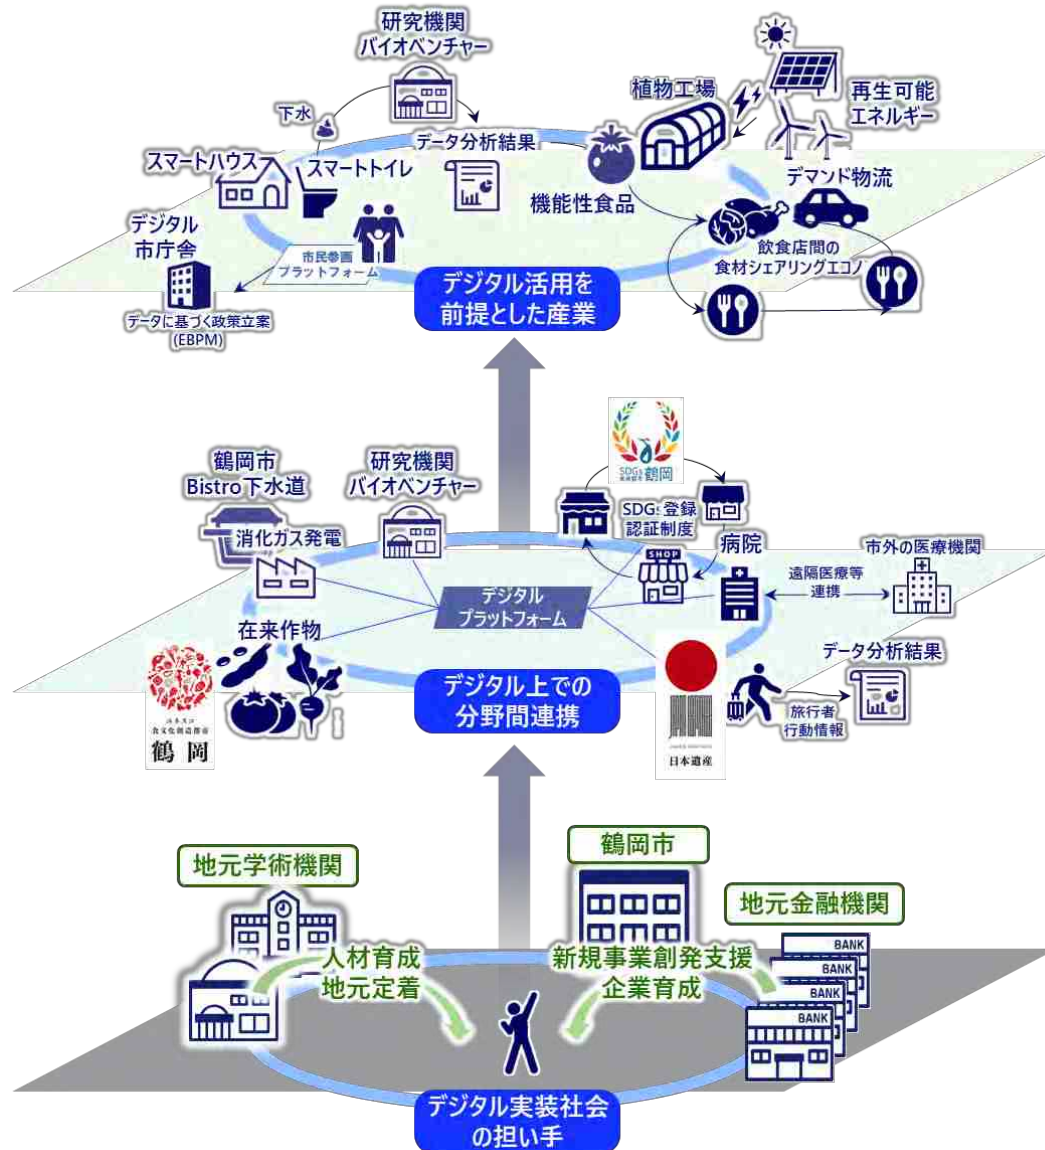 研究機関
バイオベンチャー
下水
植物工場
再生可能
エネルギー
データ分析結果
スマートハウス
スマートトイレ
機能性食品
デマンド物流
デジタル
市庁舎
市民参画
プラットフォーム
飲食店間の
食材シェアリングエコノ
データに基づく政策立案
(EBPM)
デジタル活用を
前提とした産業
鶴岡市
Bistro下水道
研究機関
バイオベンチャー
SDGs
鶴岡
消化ガス発電
SDGs登録
認証制度
SHOP
病院
市外の医療機関
遠隔医療等
連携
デジタル
プラットフォーム
在来作物
食文化創造都市
鶴岡
デジタル上での
分野間連携
日本遺産
データ分析結果
旅行者
行動情報
地元学術機関
鶴岡市
地元金融機関
人材育成
地元定着
新規事業創発支援
企業育成
BANK
BANK
BANK
BANK
デジタル実装社会
の担い手